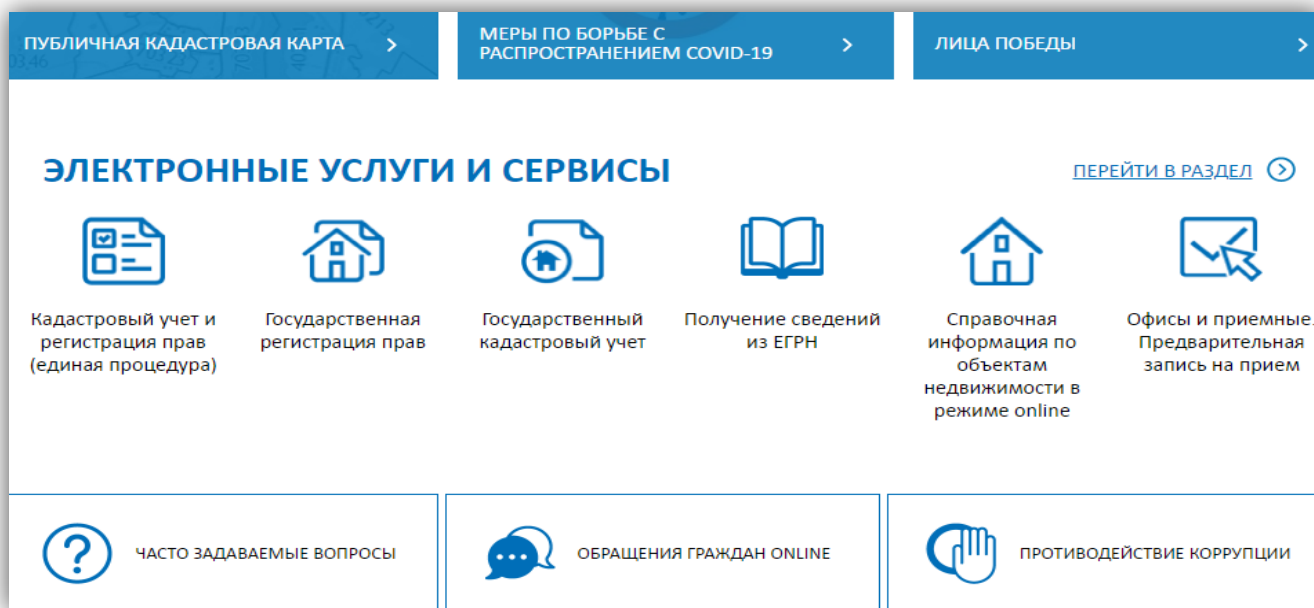 ПУБЛИЧНАЯ КАДАСТРОВАЯ КАРТА
МЕРЫ ПО БОРЬБЕ С
РАСПРОСТРАНЕНИЕМ COVID-19
ЛИЦА ПОБЕДЫ
ЭЛЕКТРОННЫЕ УСЛУГИ И СЕРВИСЫ
ПЕРЕЙТИ В РАЗДЕЛ
Кадастровый учет и
регистрация прав
(единая процедура)
Государственная
регистрация прав
Государственный
кадастровый учет
Получение сведений
из ЕГРН
Справочная
информация по
объектам
недвижимости в
режиме online
Офисы и приемные.
Предварительная
запись на прием
ЧАСТО ЗАДАВАЕМЫЕ ВОПРОСЫ
ОБРАЩЕНИЯ ГРАЖДАН ONLINE
ПРОТИВОДЕЙСТВИЕ КОРРУПЦИИ